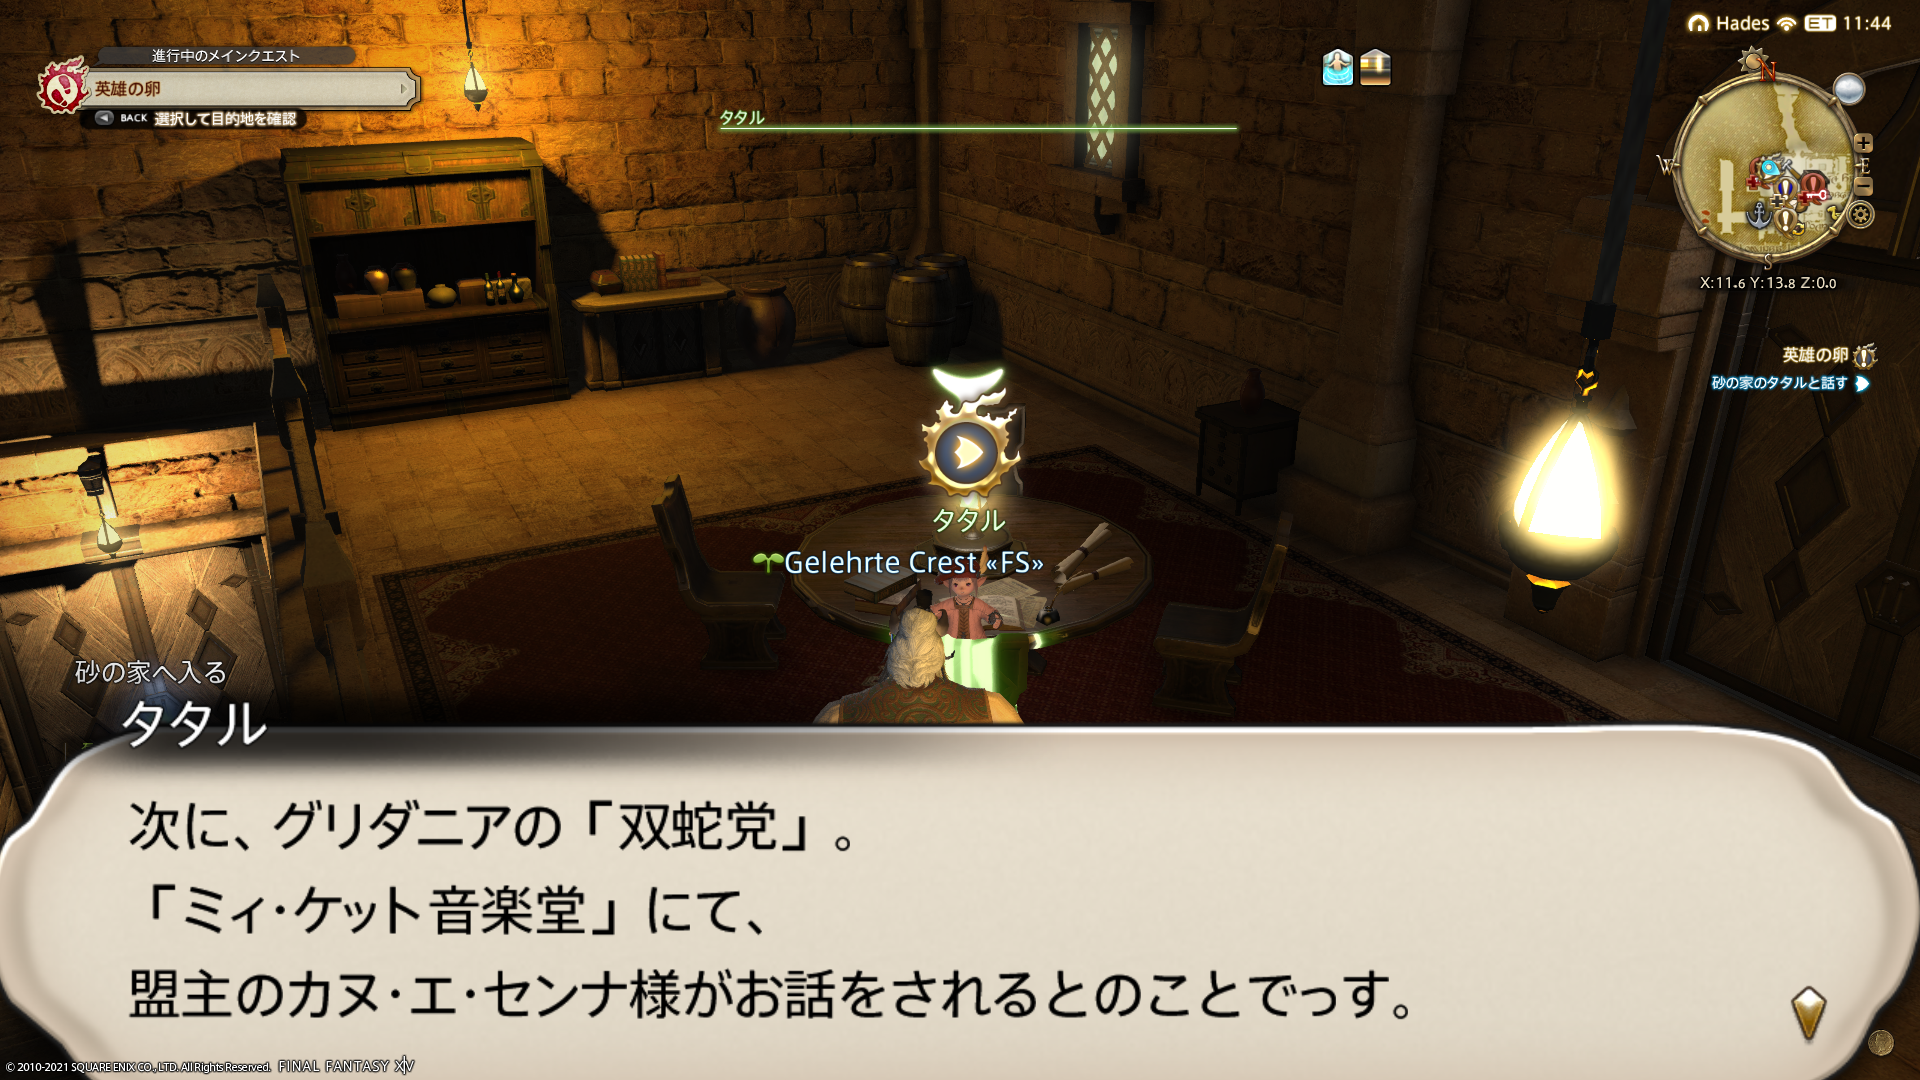 Hades ET 11:44
進行中のメインクエスト
英雄の卵
BACK 選択して目的地を確認
タタル
N
W
E
S
X:11.6 Y:13.8 Z:0.0
英雄の卵
砂の家のタタルと話す
タタル
Gelehrte Crest «FS»
砂の家へ入る
タタル
次に、グリダニアの「双蛇党」。
「ミィ・ケット音楽堂」にて、
盟主のカヌ・エ・センナ様がお話をされるとのことでっす。
© 2010-2021 SQUARE ENIX CO., LTD. All Rights Reserved. FINAL FANTASY XIV